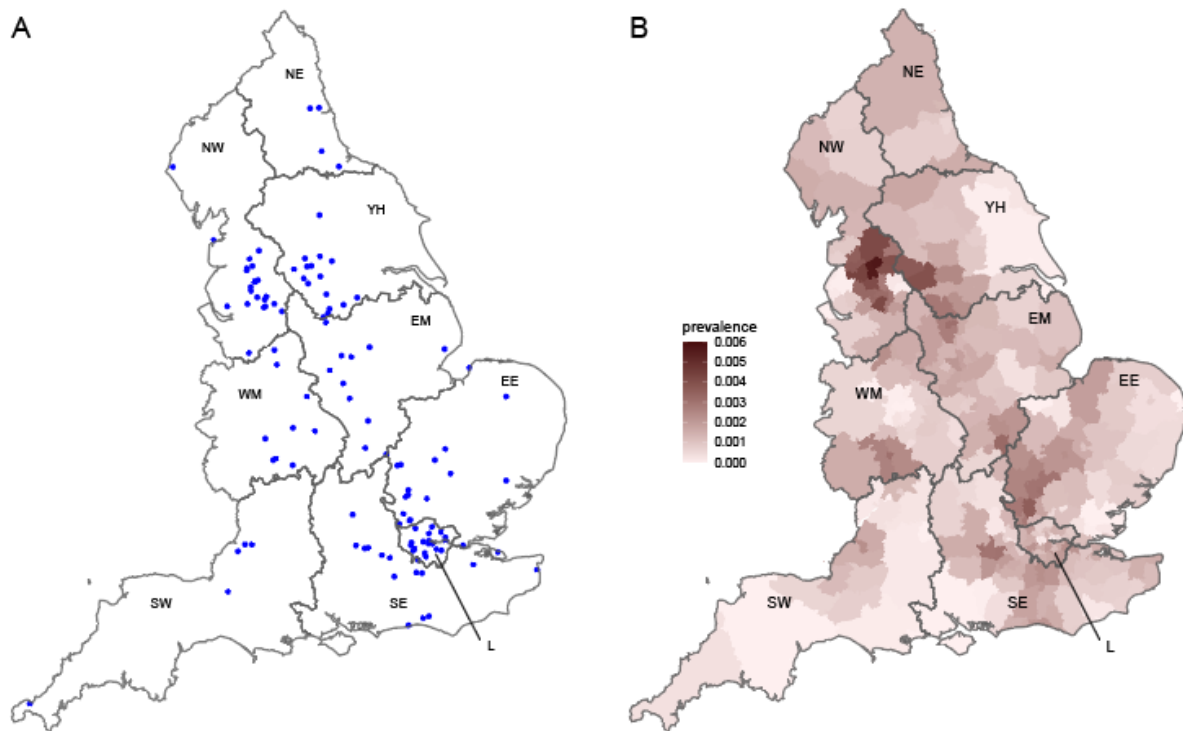 A
NE
NW
YH
EM
WM
EE
SW
SE
L
B
NE
NW
YH
EM
prevalence
0.006
0.005
0.004
0.003
0.002
0.001
0.000
WM
EE
SW
SE
L